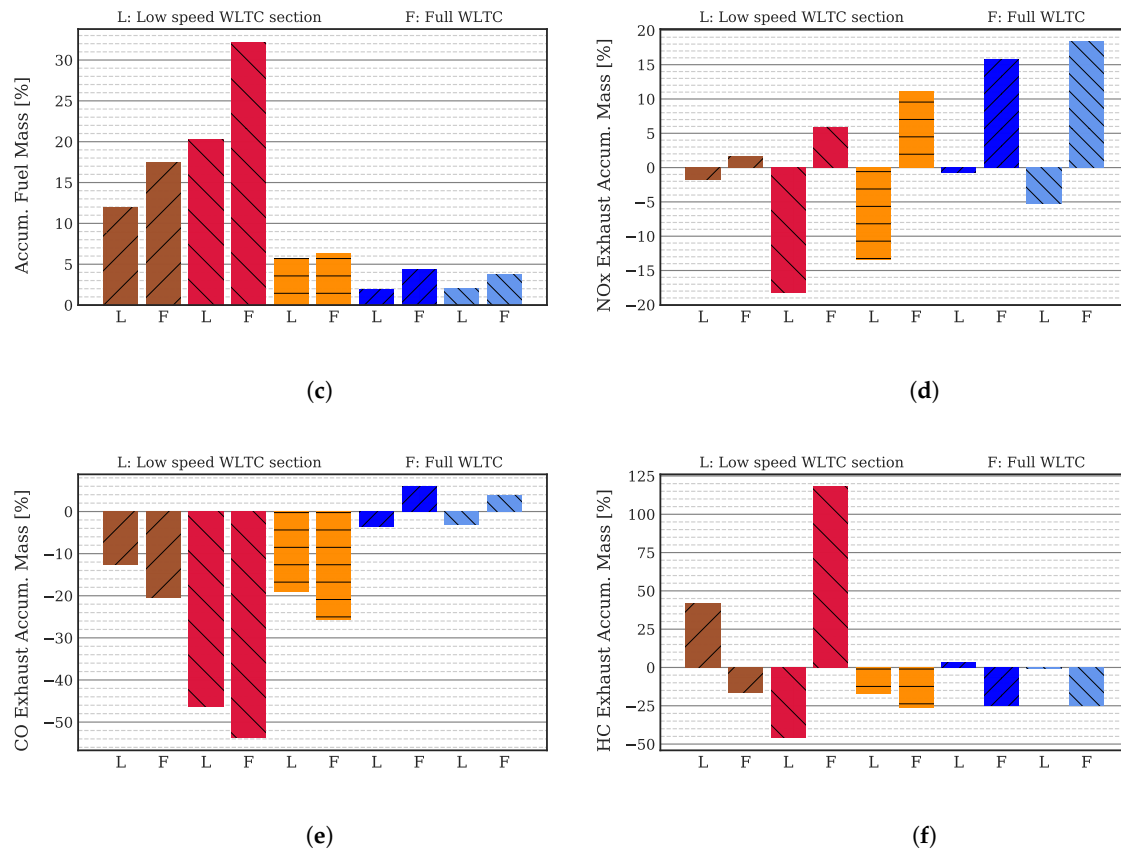 L: Low speed WLTC section F: Full WLTC
Accum. Fuel Mass [%]
30
25
20
15
10
5
0
L F L F L F L F L F
(c)
L: Low speed WLTC section F: Full WLTC
NOx Exhaust Accum. Mass [%]
20
15
10
5
0
−5
−10
−15
−20
L F L F L F L F L F
(d)
L: Low speed WLTC section F: Full WLTC
CO Exhaust Accum. Mass [%]
0
−10
−20
−30
−40
−50
L F L F L F L F L F
(e)
L: Low speed WLTC section F: Full WLTC
HC Exhaust Accum. Mass [%]
125
100
75
50
25
0
−25
−50
L F L F L F L F L F
(f)